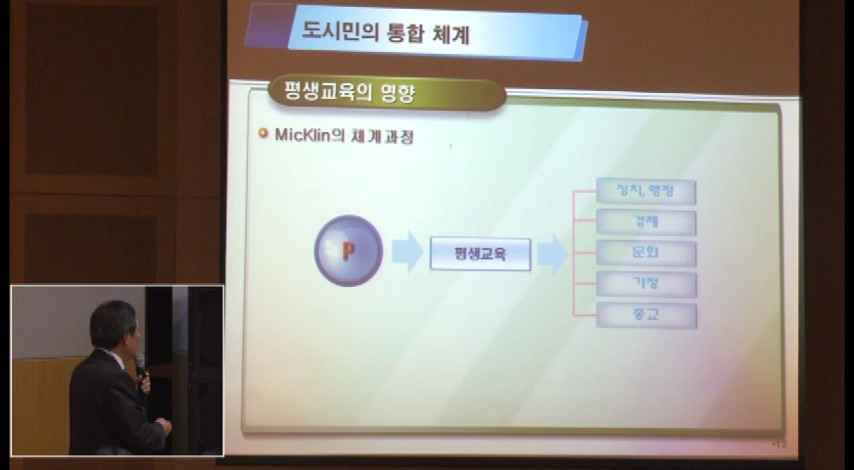 도시민의 통합 체계
평생교육의 영향
MicKlin의 체계과정
P
평생교육
정치, 행정
경제
문화
가정
종교
12